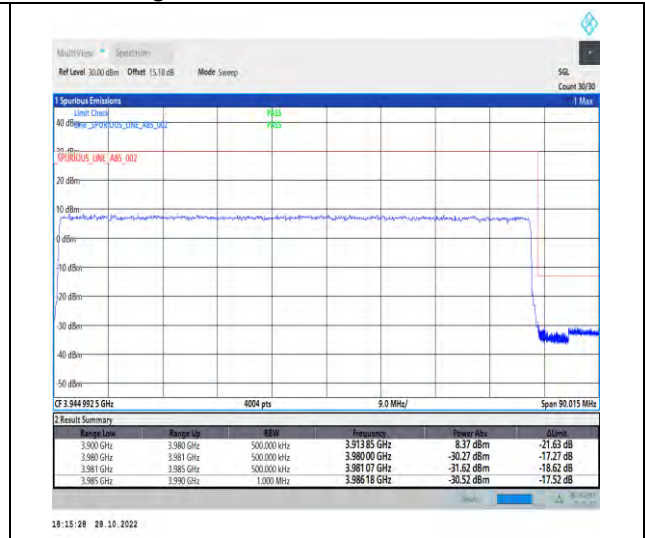 MultiView Spectrum
Ref Level 30.00 dBm Offset 15.18 dB Mode Sweep SGL
Count 30/30
1 Spurious Emissions 1 Max
Limit Check PASS
40 dBm Line _SPURIOUS_LINE_ABS_002 PASS
30 dBm
_SPURIOUS_LINE_ABS_002
20 dBm
10 dBm
0 dBm
-10 dBm
-20 dBm
-30 dBm
-40 dBm
-50 dBm
CF 3.944 992 5 GHz 4004 pts 9.0 MHz/ Span 90.015 MHz
2 Result Summary
Range Low Range Up RBW Frequency Power Abs ΔLimit
3.900 GHz 3.980 GHz 500.000 kHz 3.913 85 GHz 8.37 dBm -21.63 dB
3.980 GHz 3.981 GHz 500.000 kHz 3.980 00 GHz -30.27 dBm -17.27 dB
3.981 GHz 3.985 GHz 500.000 kHz 3.981 07 GHz -31.62 dBm -18.62 dB
3.985 GHz 3.990 GHz 1.000 MHz 3.986 18 GHz -30.52 dBm -17.52 dB
18:15:28 28.10.2022